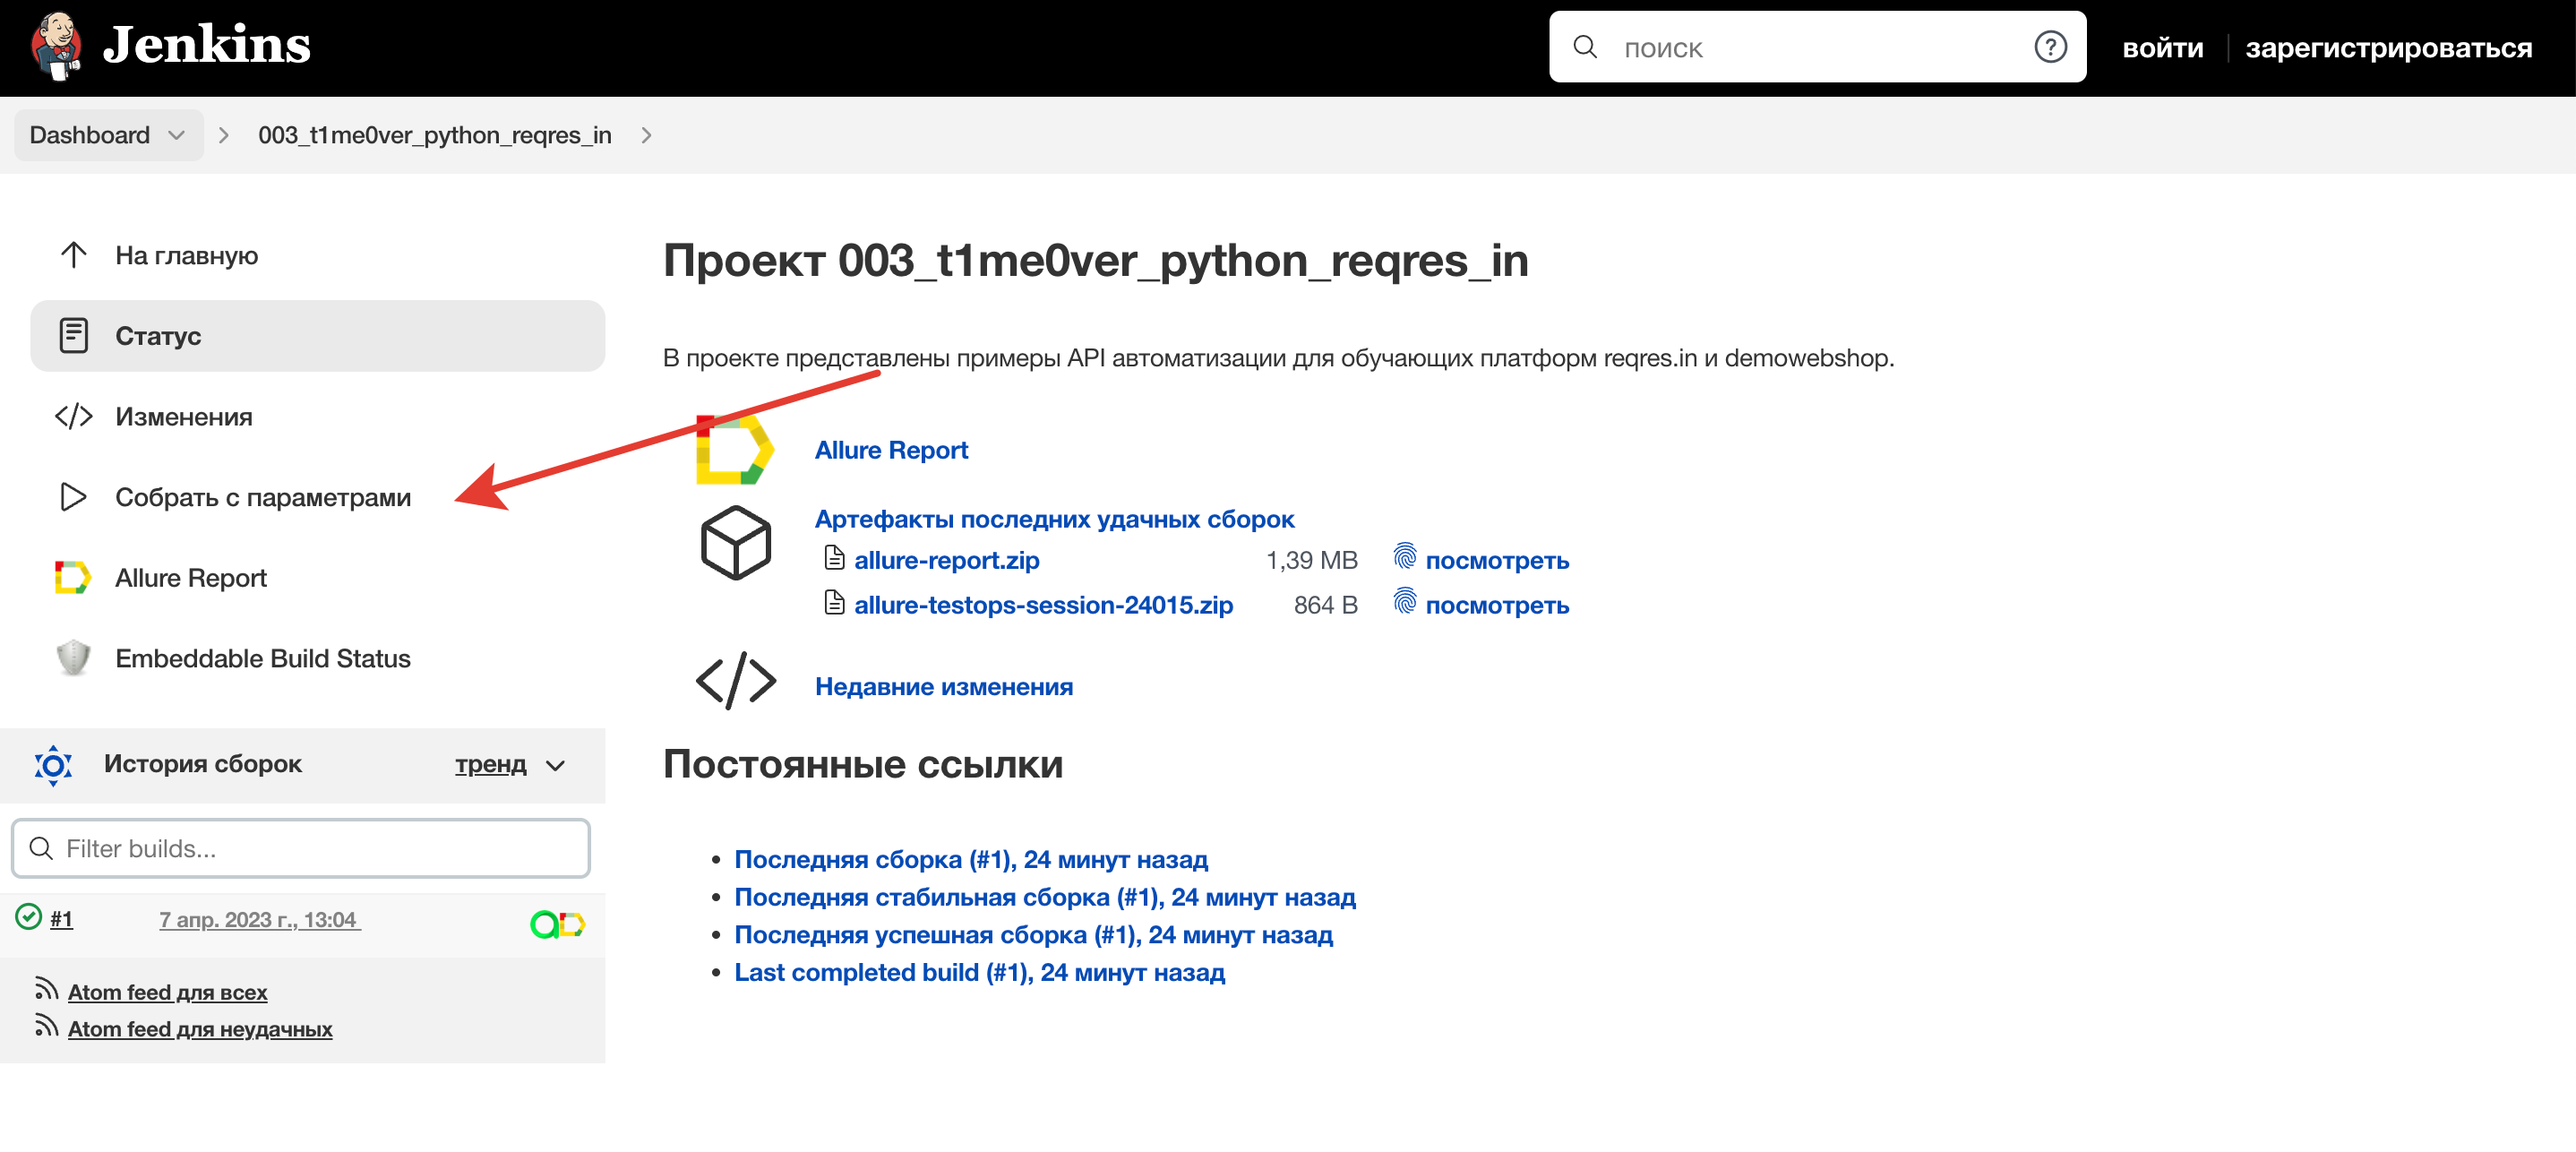 Jenkins
поиск
войти
зарегистрироваться
Dashboard
003_t1me0ver_python_reqres_in
На главную
Статус
Изменения
Собрать с параметрами
Allure Report
Embeddable Build Status
История сборок
тренд
Filter builds...
#1
7 апр. 2023 г., 13:04
Atom feed для всех
Atom feed для неудачных
Проект 003_t1me0ver_python_reqres_in
В проекте представлены примеры API автоматизации для обучающих платформ reqres.in и demowebshop.
Allure Report
Артефакты последних удачных сборок
allure-report.zip 1,39 MB посмотреть
allure-testops-session-24015.zip 864 B посмотреть
Недавние изменения
Постоянные ссылки
• Последняя сборка (#1), 24 минут назад
• Последняя стабильная сборка (#1), 24 минут назад
• Последняя успешная сборка (#1), 24 минут назад
• Last completed build (#1), 24 минут назад